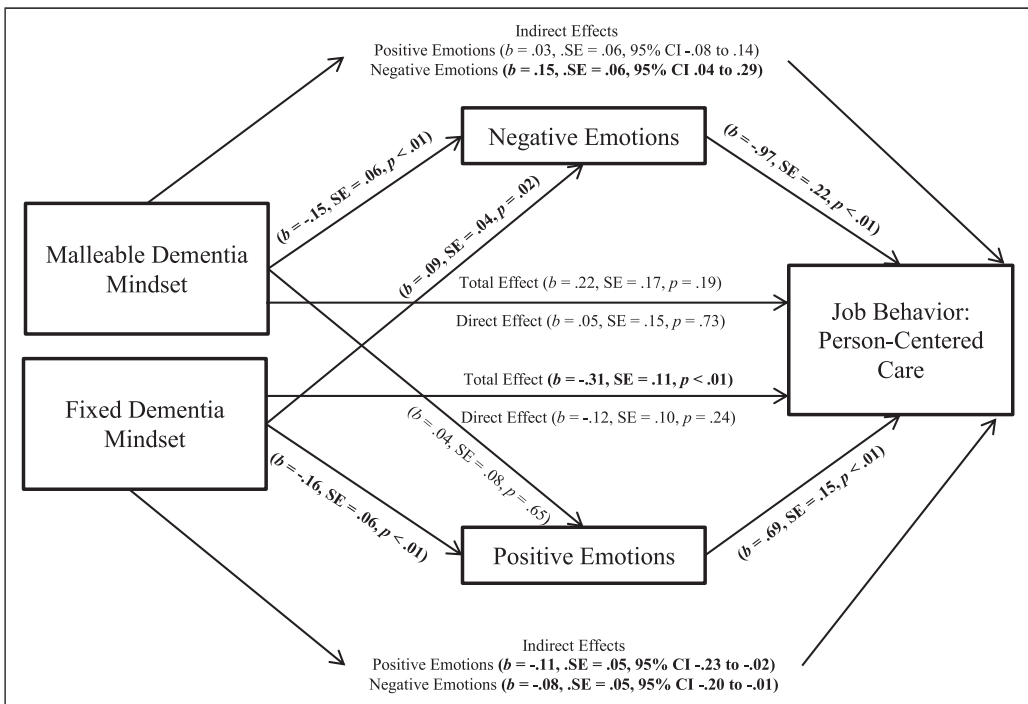 Indirect Effects
Positive Emotions (b = .03, .SE = .06, 95% CI -.08 to .14)
Negative Emotions (b = .15, .SE = .06, 95% CI .04 to .29)
Negative Emotions
(b = -.15, SE = .06, p < .01)
(b = .09, SE = .04, p = .02)
(b = -.97, SE = .22, p < .01)
Malleable Dementia
Mindset
Total Effect (b = .22, SE = .17, p = .19)
Direct Effect (b = .05, SE = .15, p = .73)
Job Behavior:
Person-Centered
Care
Fixed Dementia
Mindset
Total Effect (b = -.31, SE = .11, p < .01)
Direct Effect (b = -.12, SE = .10, p = .24)
(b = .04, SE = .08, p = .65)
(b = -.16, SE = .06, p < .01)
(b = .69, SE = .15, p < .01)
Positive Emotions
Indirect Effects
Positive Emotions (b = -.11, .SE = .05, 95% CI -.23 to -.02)
Negative Emotions (b = -.08, .SE = .05, 95% CI -.20 to -.01)